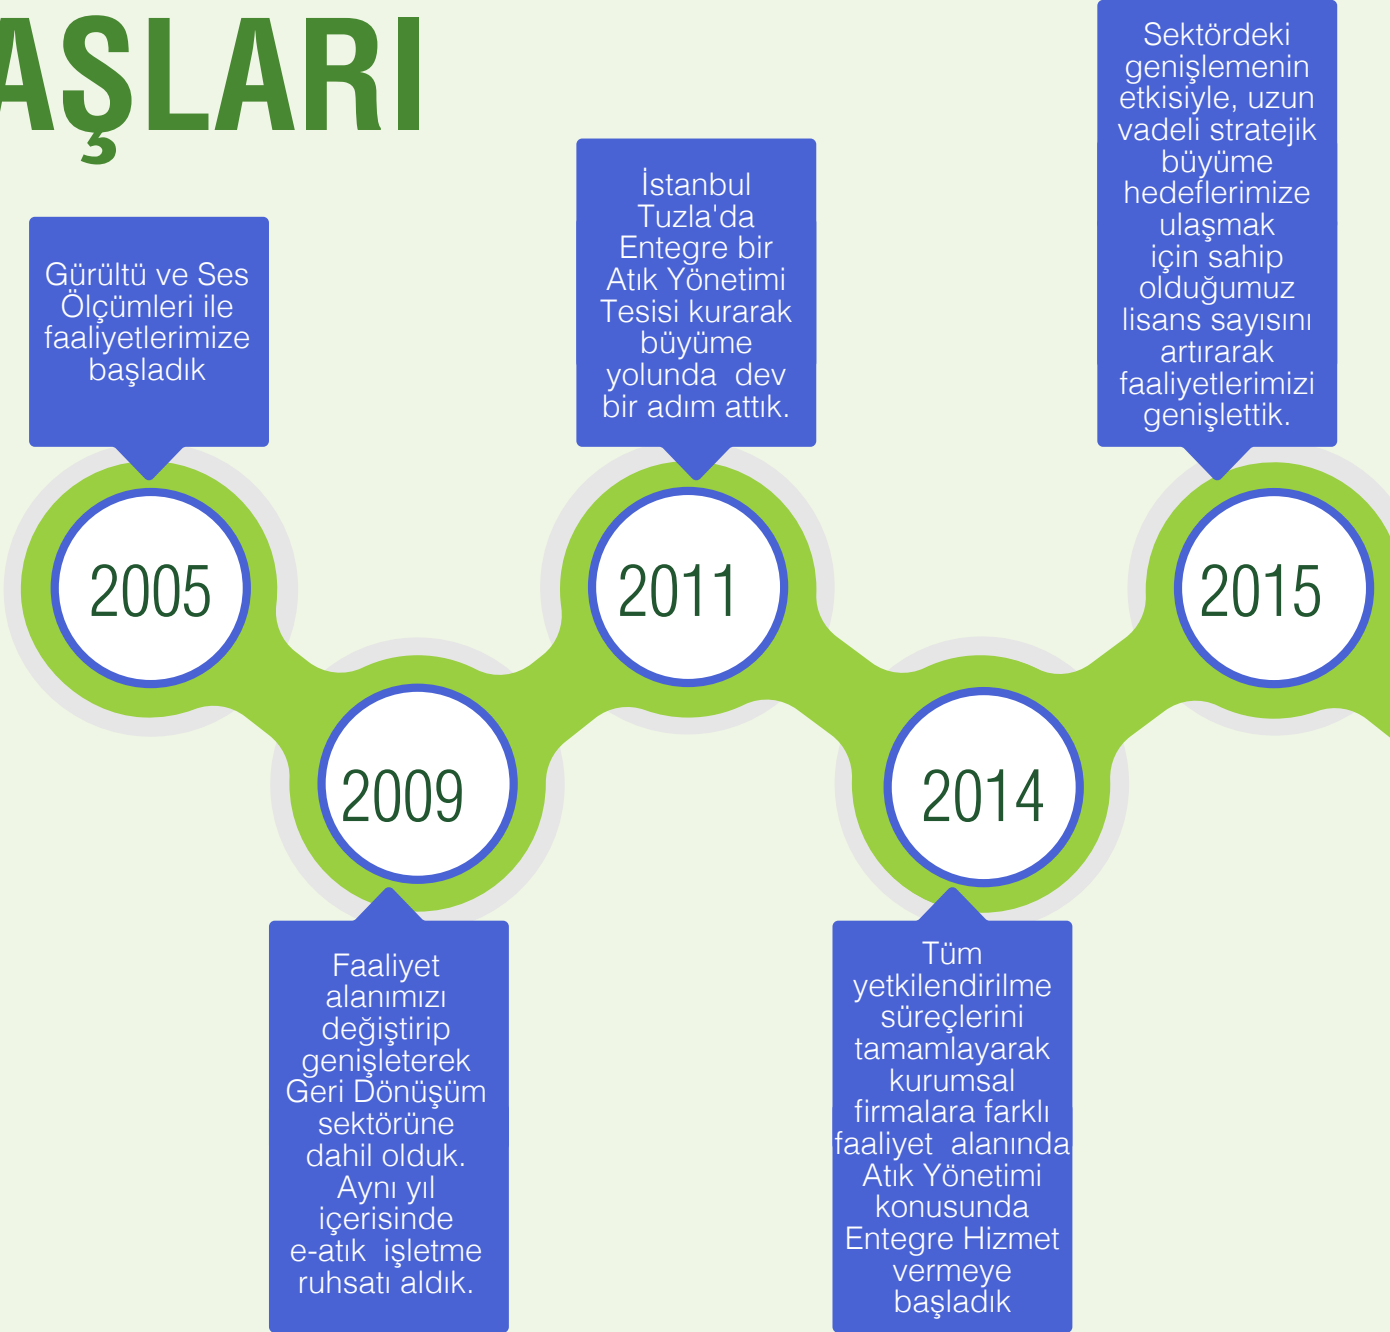 AŞLARI
Gürültü ve Ses
Ölçümleri ile
faaliyetlerimize
başladık
2005
Faaliyet
alanımızı
değiştirip
genişleterek
Geri Dönüşüm
sektörüne
dahil olduk.
Aynı yıl
içerisinde
e-atık  işletme
ruhsatı aldık.
2009
İstanbul
Tuzla'da
Entegre bir
Atık Yönetimi
Tesisi kurarak
büyüme
yolunda  dev
bir adım attık.
2011
Tüm
yetkilendirilme
süreçlerini
tamamlayarak
kurumsal
firmalara farklı
faaliyet  alanında
Atık Yönetimi
konusunda
Entegre Hizmet
vermeye
başladık
2014
Sektördeki
genişlemenin
etkisiyle, uzun
vadeli stratejik
büyüme
hedeflerimize
ulaşmak
için sahip
olduğumuz
lisans sayısını
artırarak
faaliyetlerimizi
genişlettik.
2015